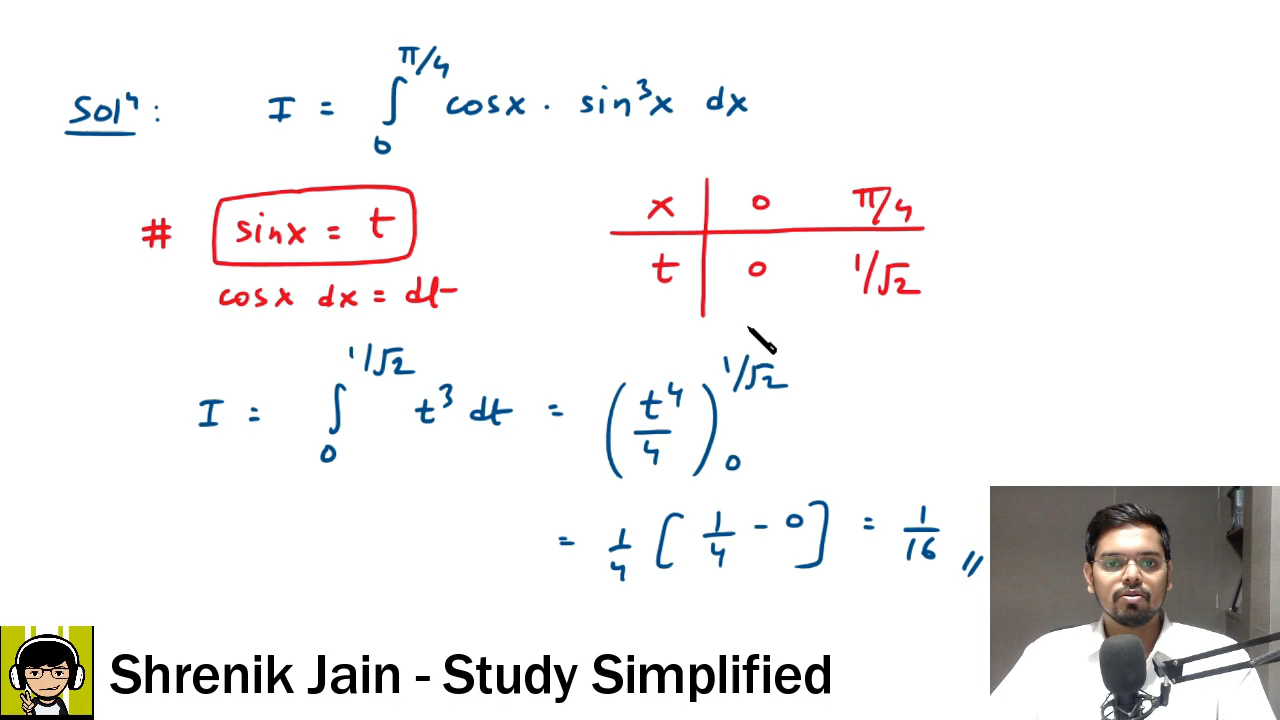 Solⁿ : I = ∫₀^π/4 cosx . sin³x dx
# sinx = t
cosx dx = dt
x | 0 π/4
t | 0 1/√2
I = ∫₀^1/√2 t³ dt = (t⁴/4)₀^1/√2
= 1/4 [ 1/4 - 0 ] = 1/16 //
Shrenik Jain - Study Simplified